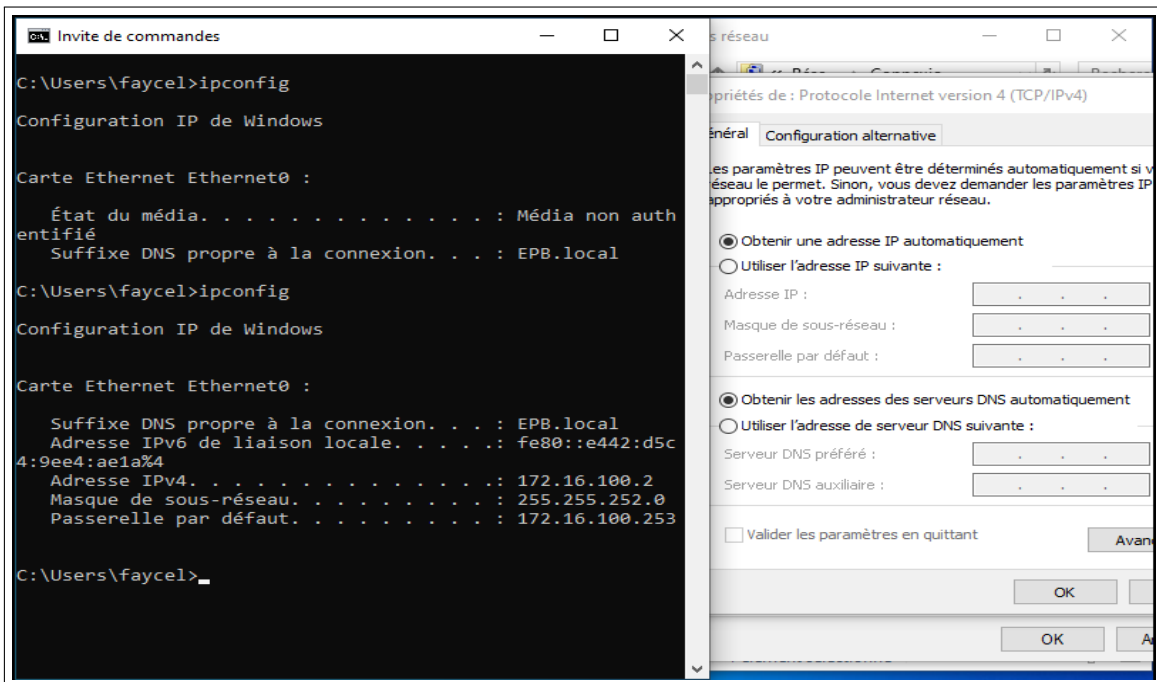 Invite de commandes
C:\Users\faycel>ipconfig
Configuration IP de Windows
Carte Ethernet Ethernet0 :
État du média. . . . . . . . . . . . . . : Média non auth
entifié
Suffixe DNS propre à la connexion. . . : EPB.local
C:\Users\faycel>ipconfig
Configuration IP de Windows
Carte Ethernet Ethernet0 :
Suffixe DNS propre à la connexion. . . : EPB.local
Adresse IPv6 de liaison locale. . . . .: fe80::e442:d5c
4:9ee4:ae1a%4
Adresse IPv4. . . . . . . . . . . . . .: 172.16.100.2
Masque de sous-réseau. . . . . . . . . : 255.255.252.0
Passerelle par défaut. . . . . . . . . : 172.16.100.253
C:\Users\faycel>
s réseau
priétés de : Protocole Internet version 4 (TCP/IPv4)
énéral Configuration alternative
es paramètres IP peuvent être déterminés automatiquement si v
éseau le permet. Sinon, vous devez demander les paramètres IP
appropriés à votre administrateur réseau.
Obtenir une adresse IP automatiquement
Utiliser l'adresse IP suivante :
Adresse IP :
Masque de sous-réseau :
Passerelle par défaut :
Obtenir les adresses des serveurs DNS automatiquement
Utiliser l'adresse de serveur DNS suivante :
Serveur DNS préféré :
Serveur DNS auxiliaire :
Valider les paramètres en quittant
Avan
OK
OK
A